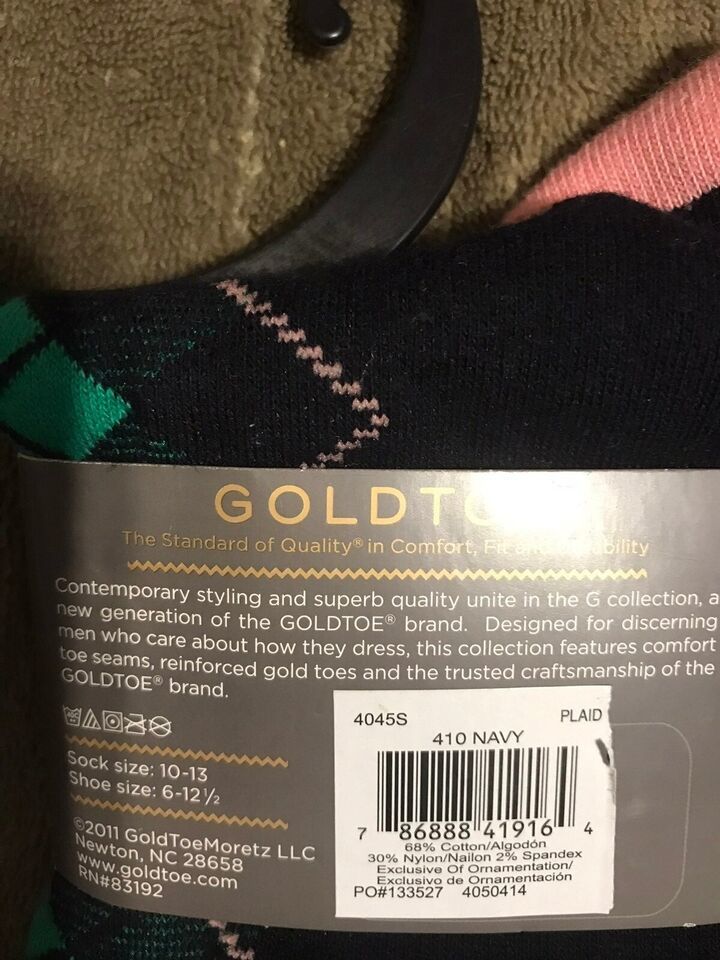 GOLDTO
The Standard of Quality® in Comfort, Fit and Durability
Contemporary styling and superb quality unite in the G collection, a
new generation of the GOLDTOE® brand. Designed for discerning
men who care about how they dress, this collection features comfort
toe seams, reinforced gold toes and the trusted craftsmanship of the
GOLDTOE® brand.
4045S PLAID
410 NAVY
7 86888 41916 4
68% Cotton/Algodón
30% Nylon/Nailon 2% Spandex
Exclusive Of Ornamentation/
Exclusivo de Ornamentación
PO#133527 4050414
Sock size: 10-13
Shoe size: 6-12½
©2011 GoldToeMoretz LLC
Newton, NC 28658
www.goldtoe.com
RN#83192